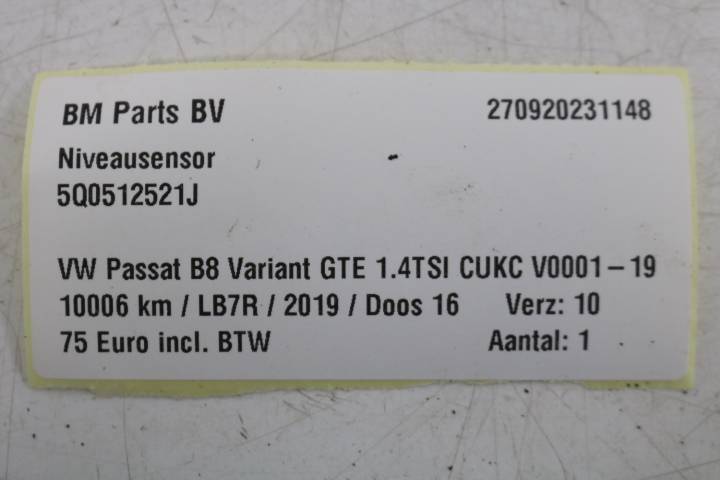 BM Parts BV 270920231148
Niveausensor
5Q0512521J
VW Passat B8 Variant GTE 1.4TSI CUKC V0001-19
10006 km / LB7R / 2019 / Doos 16 Verz: 10
75 Euro incl. BTW Aantal: 1